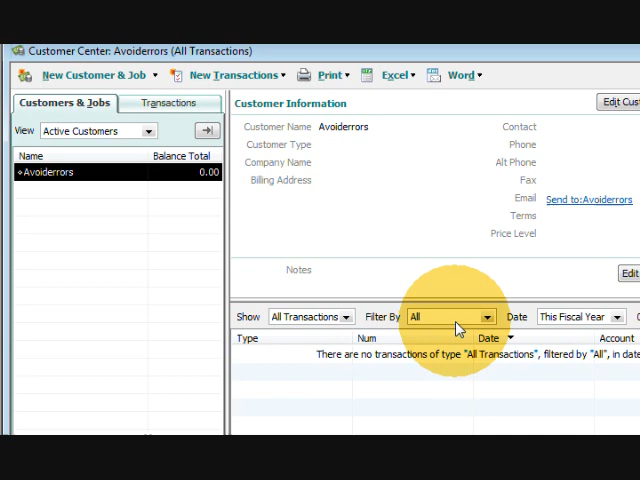 Customer Center: Avoiderrors (All Transactions)
New Customer & Job New Transactions Print Excel Word
Customers & Jobs Transactions
View Active Customers
Name Balance Total
Avoiderrors 0.00
Customer Information
Edit Cus
Customer Name Avoiderrors
Customer Type
Company Name
Billing Address
Contact
Phone
Alt Phone
Fax
Email Send to:Avoiderrors
Terms
Price Level
Notes
Edit
Show All Transactions Filter By All Date This Fiscal Year
Type Num Date Account
There are no transactions of type "All Transactions", filtered by "All", in date